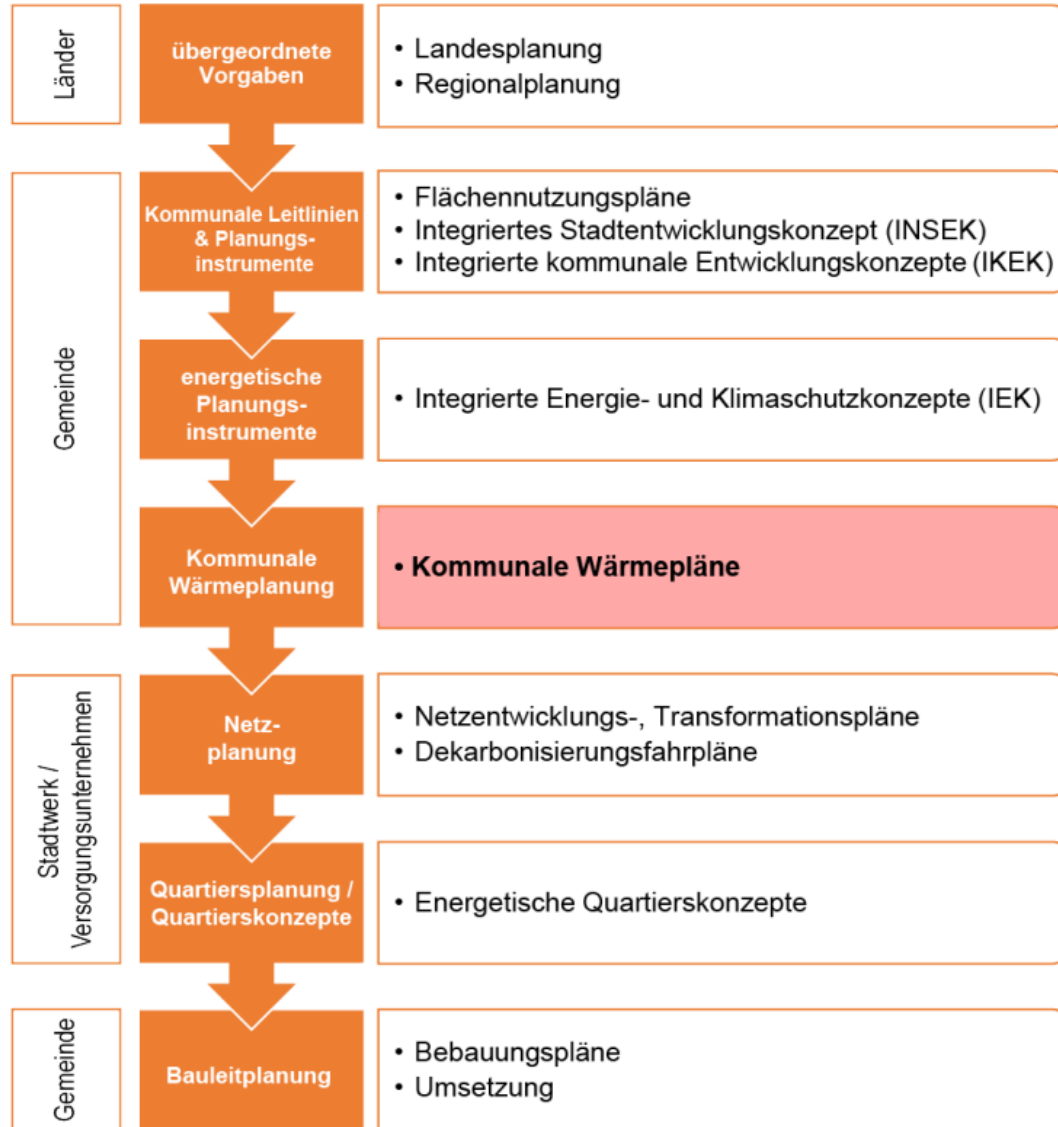 Länder
übergeordnete
Vorgaben
• Landesplanung
• Regionalplanung
Gemeinde
Kommunale Leitlinien
& Planungs-
instrumente
• Flächennutzungspläne
• Integriertes Stadtentwicklungskonzept (INSEK)
• Integrierte kommunale Entwicklungskonzepte (IKEK)
energetische
Planungs-
instrumente
• Integrierte Energie- und Klimaschutzkonzepte (IEK)
Kommunale
Wärmeplanung
• Kommunale Wärmepläne
Stadtwerk /
Versorgungsunternehmen
Netz-
planung
• Netzentwicklungs-, Transformationspläne
• Dekarbonisierungsfahrpläne
Quartiersplanung /
Quartierskonzepte
• Energetische Quartierskonzepte
Gemeinde
Bauleitplanung
• Bebauungspläne
• Umsetzung